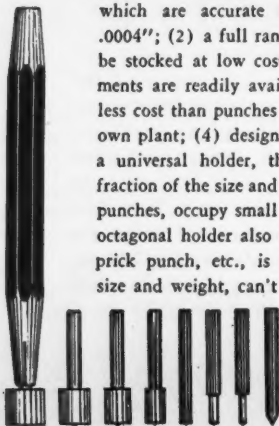 which are accurate
.0004"; (2) a full ran
be stocked at low cos
ments are readily avai
less cost than punches
own plant; (4) design
a universal holder, th
fraction of the size and
punches, occupy small
octagonal holder also
prick punch, etc., is
size and weight, can't